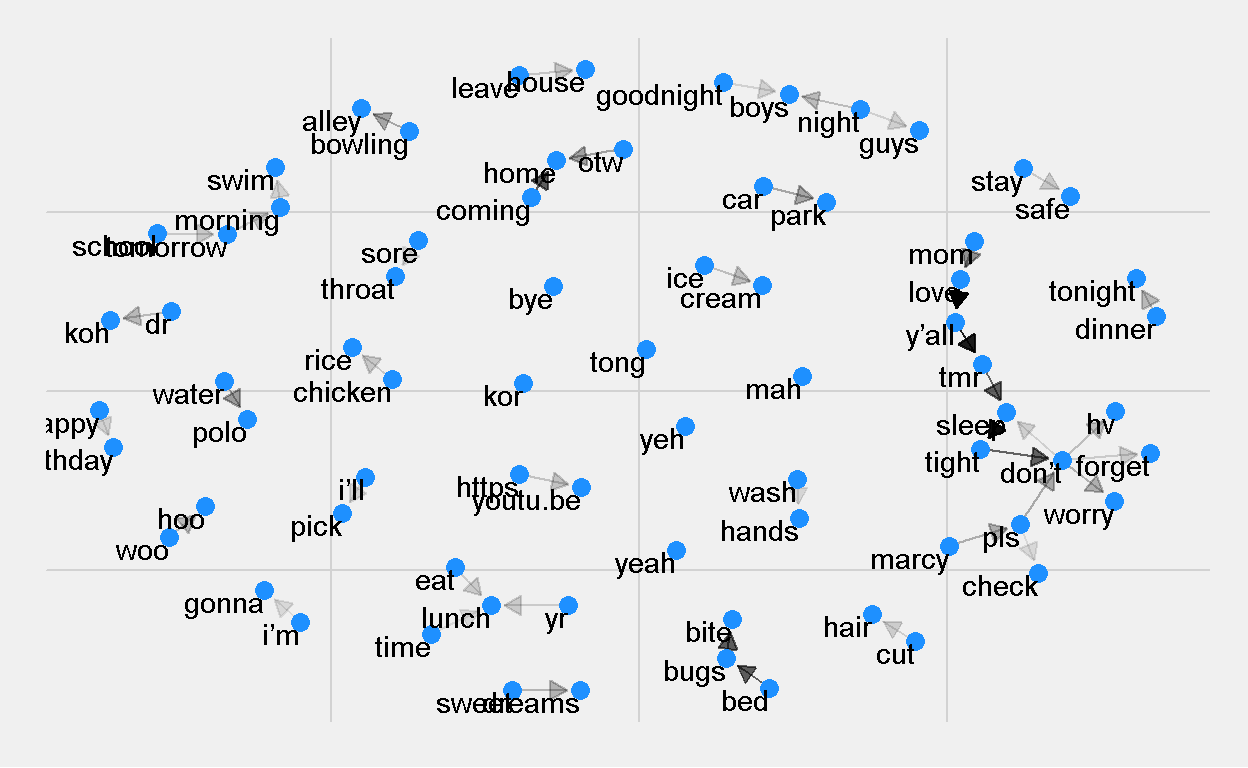 leave
house
goodnight
boys
alley
night
bowling
guys
otw
home
swim
stay
car
coming
safe
park
morning
school
tomorrow
sore
mom
ice
throat
love
tonight
bye
cream
dr
koh
dinner
y'all
rice
tong
tmr
mah
chicken
water
kor
appy
hv
sleep
polo
yeh
thday
tight
forget
don't
https
i'll
wash
youtu.be
worry
hoo
pick
hands
pls
woo
marcy
yeah
eat
check
gonna
lunch
yr
hair
bite
i'm
time
cut
bugs
bed
sweet
dreams